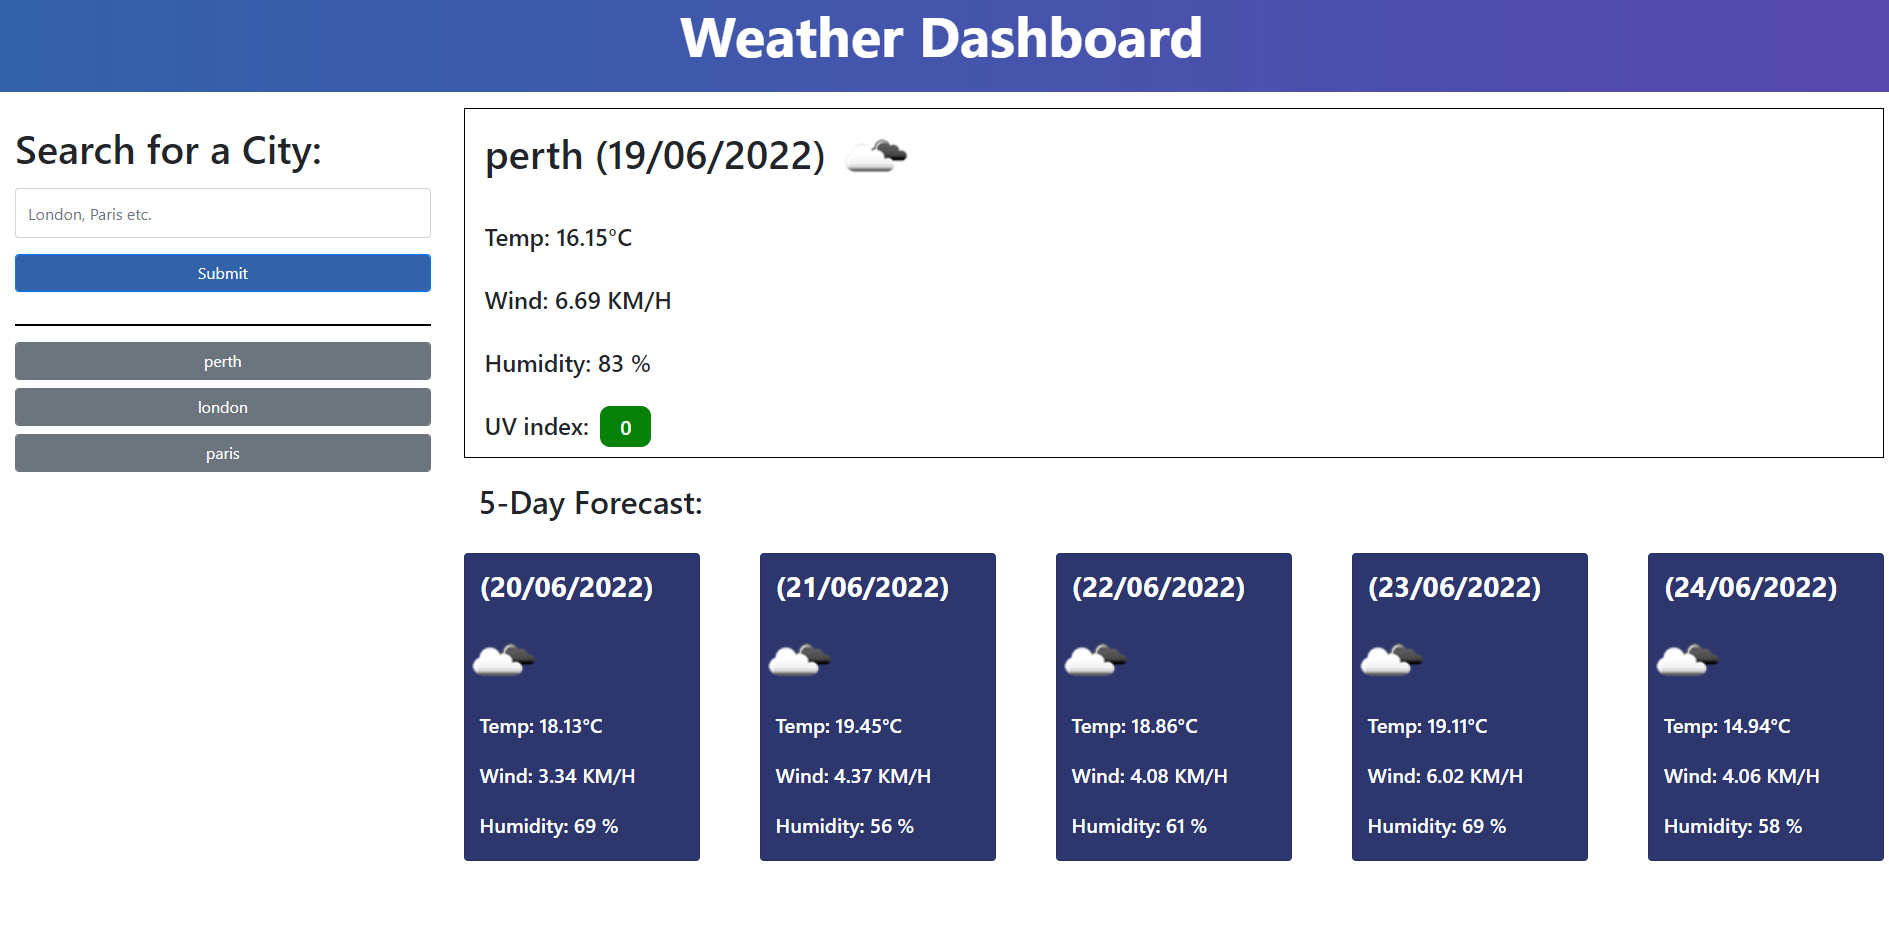 Weather Dashboard
Search for a City:
London, Paris etc.
Submit
perth
london
paris
perth (19/06/2022)
Temp: 16.15°C
Wind: 6.69 KM/H
Humidity: 83 %
UV index: 0
5-Day Forecast:
(20/06/2022)
Temp: 18.13°C
Wind: 3.34 KM/H
Humidity: 69 %
(21/06/2022)
Temp: 19.45°C
Wind: 4.37 KM/H
Humidity: 56 %
(22/06/2022)
Temp: 18.86°C
Wind: 4.08 KM/H
Humidity: 61 %
(23/06/2022)
Temp: 19.11°C
Wind: 6.02 KM/H
Humidity: 69 %
(24/06/2022)
Temp: 14.94°C
Wind: 4.06 KM/H
Humidity: 58 %